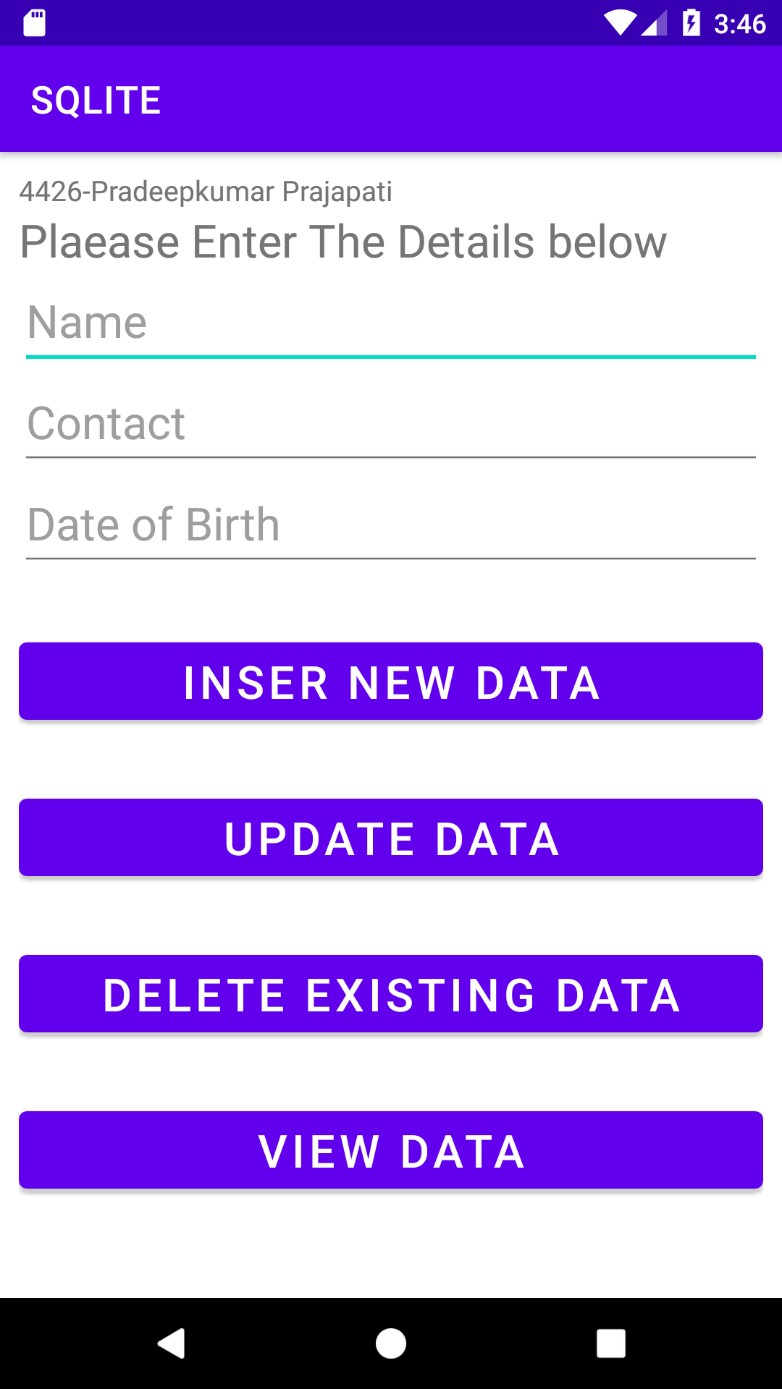 3:46
SQLITE
4426-Pradeepkumar Prajapati
Plaease Enter The Details below
Name
Contact
Date of Birth
INSER NEW DATA
UPDATE DATA
DELETE EXISTING DATA
VIEW DATA